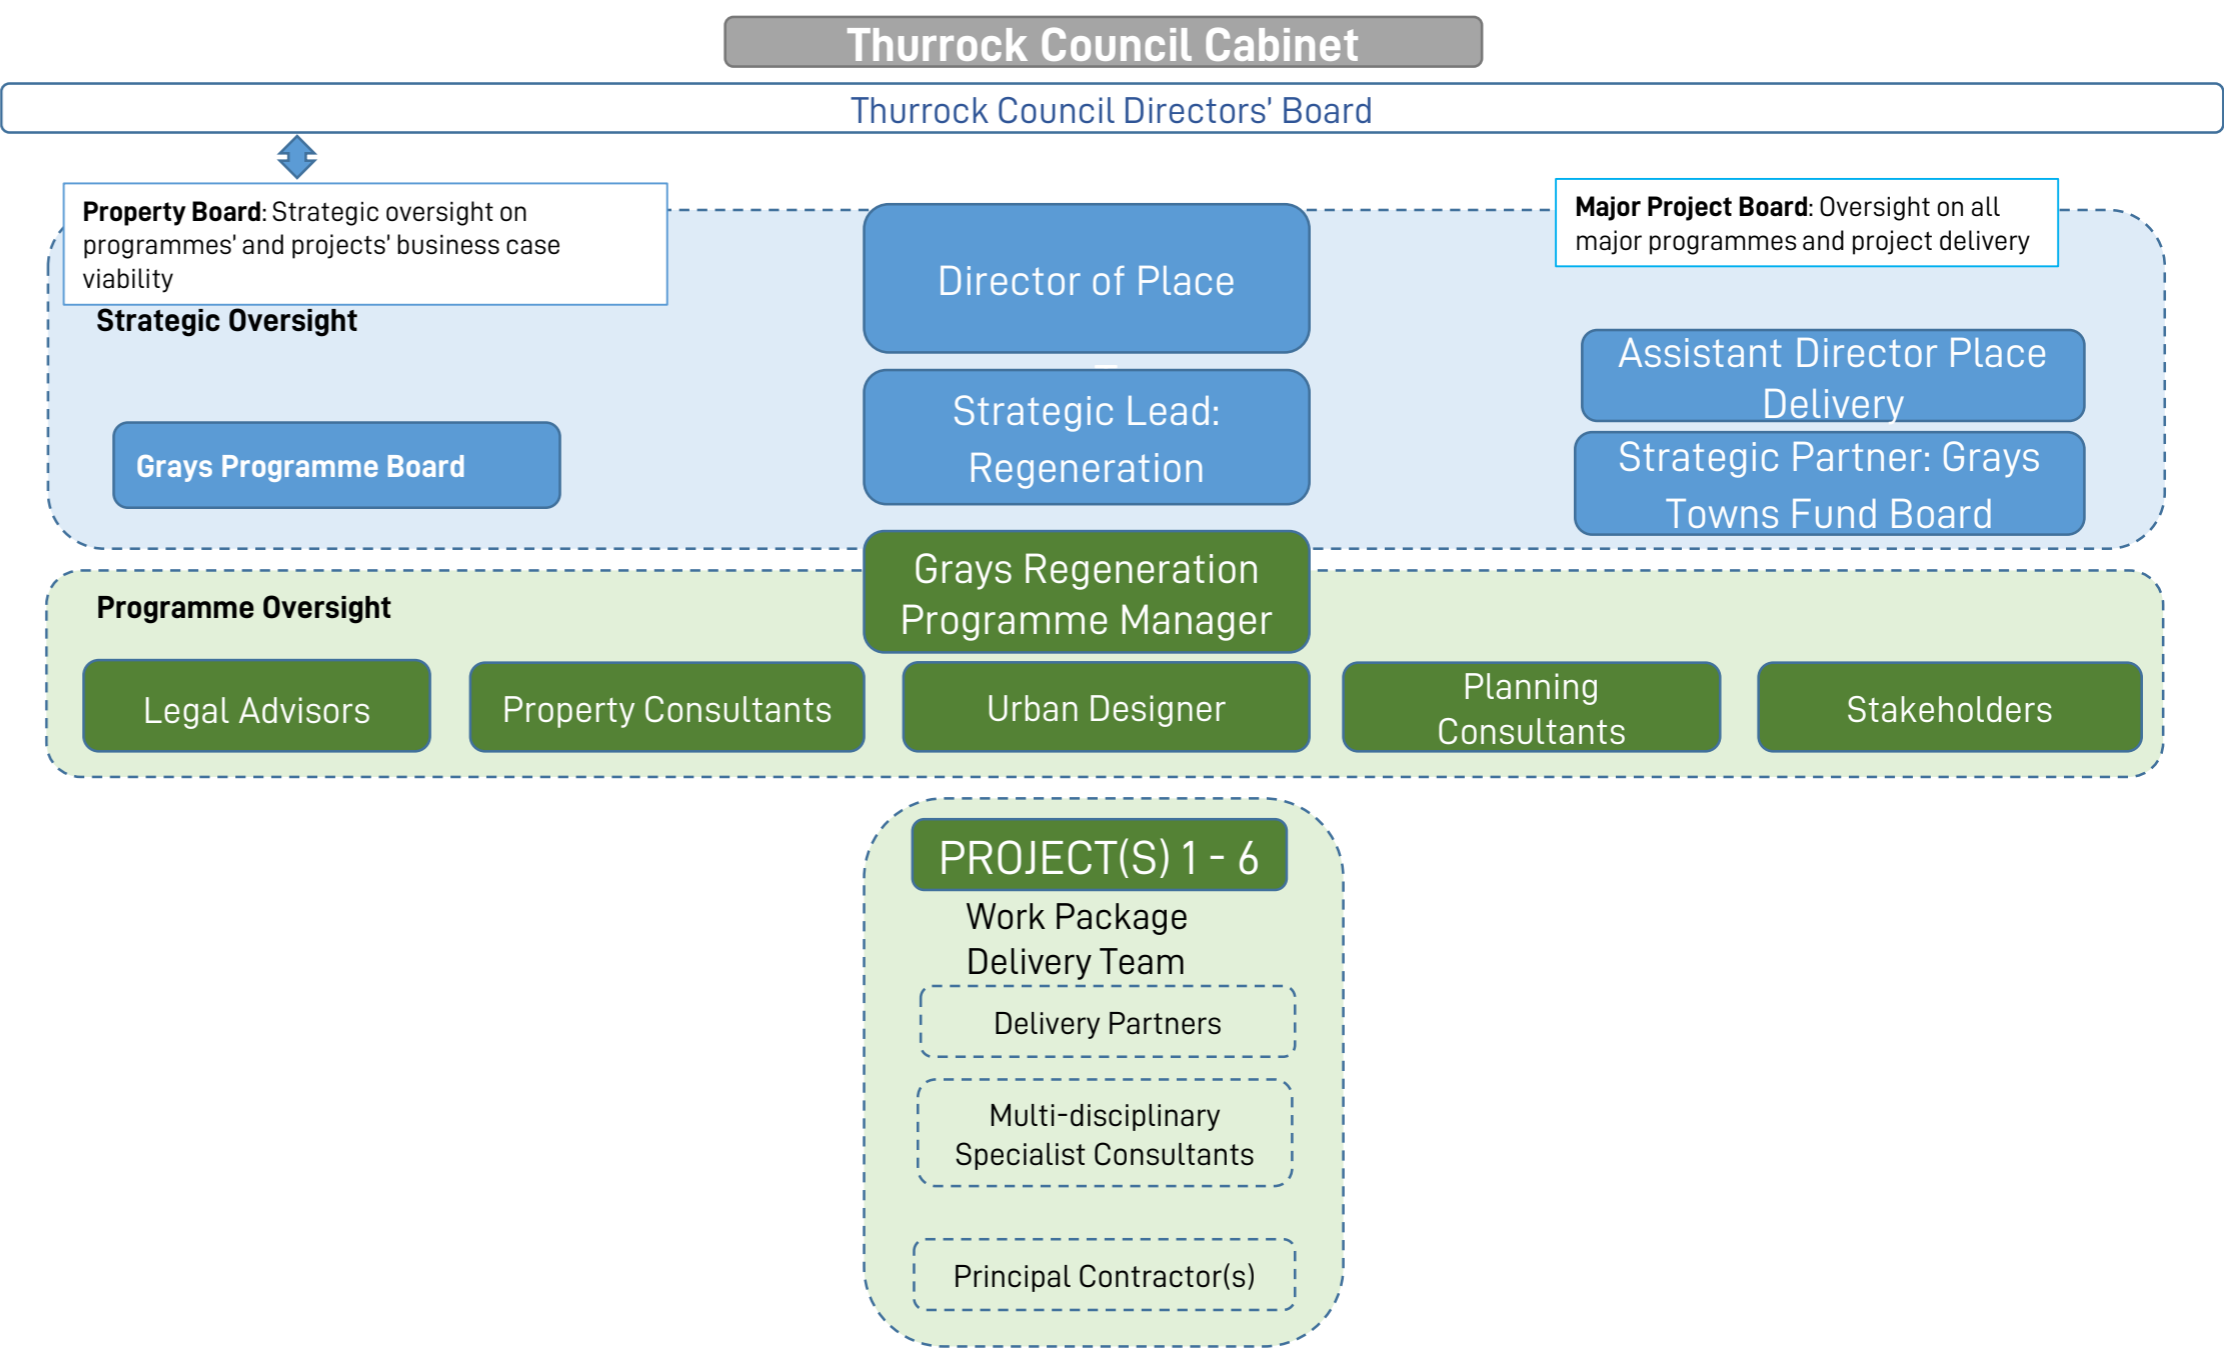 Thurrock Council Cabinet
Thurrock Council Directors' Board
Property Board: Strategic oversight on
programmes' and projects' business case
viability
Major Project Board: Oversight on all
major programmes and project delivery
Strategic Oversight
Director of Place
Assistant Director Place
Delivery
Strategic Lead:
Regeneration
Grays Programme Board
Strategic Partner: Grays
Towns Fund Board
Grays Regeneration
Programme Manager
Programme Oversight
Legal Advisors
Property Consultants
Urban Designer
Planning
Consultants
Stakeholders
PROJECT(S) 1 - 6
Work Package
Delivery Team
Delivery Partners
Multi-disciplinary
Specialist Consultants
Principal Contractor(s)